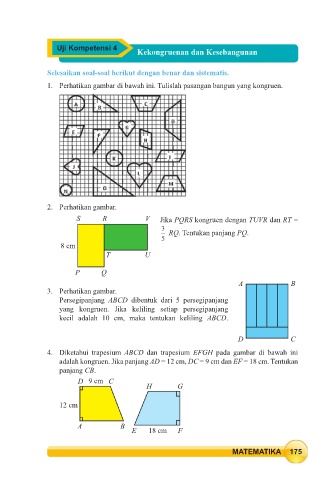 Uji Kompetensi 4
Kekongruenan dan Kesebangunan
Selesaikan soal-soal berikut dengan benar dan sistematis.
1. Perhatikan gambar di bawah ini. Tulislah pasangan bangun yang kongruen.
A
B
C
D
E
F
G
H
I
J
K
L
M
N
2. Perhatikan gambar.
S R V
8 cm
T U
P Q
Jika PQRS kongruen dengan TUVR dan RT =
3/5 RQ. Tentukan panjang PQ.
3. Perhatikan gambar.
Persegipanjang ABCD dibentuk dari 5 persegipanjang
yang kongruen. Jika keliling setiap persegipanjang
kecil adalah 10 cm, maka tentukan keliling ABCD.
A B
D C
4. Diketahui trapesium ABCD dan trapesium EFGH pada gambar di bawah ini
adalah kongruen. Jika panjang AD = 12 cm, DC = 9 cm dan EF = 18 cm. Tentukan
panjang CB.
D 9 cm C
H G
12 cm
A B
E 18 cm F
MATEMATIKA 175